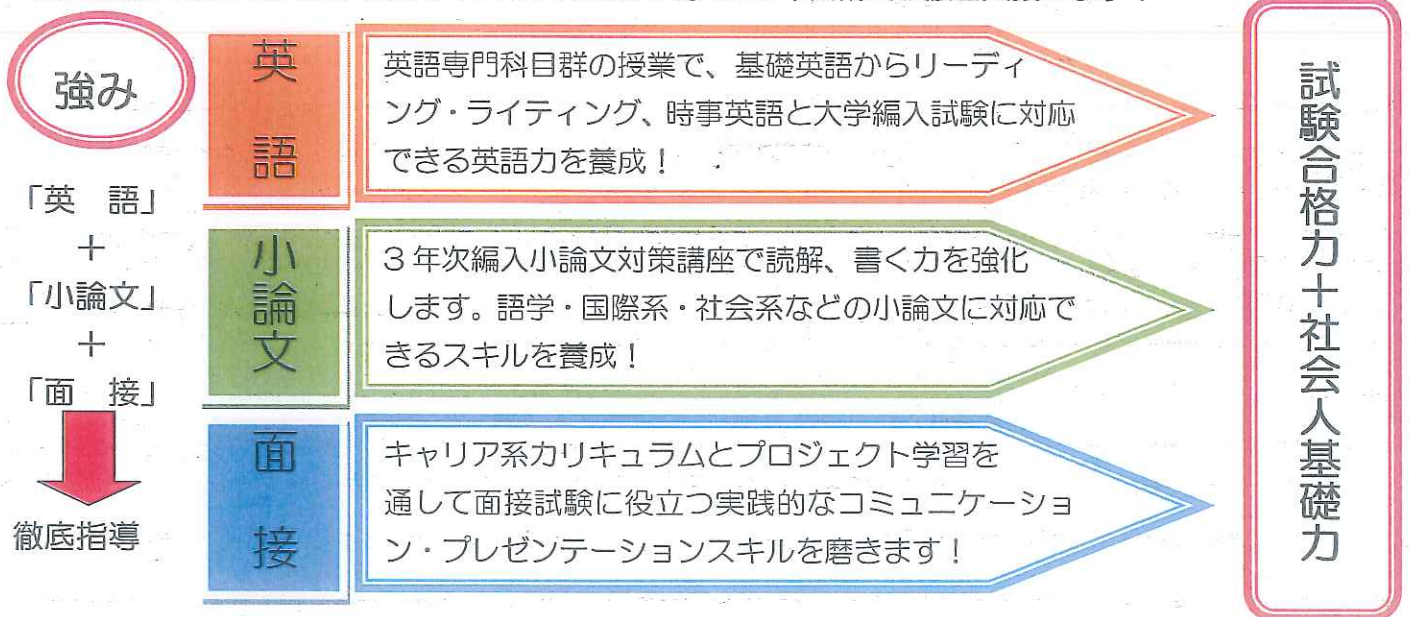 強み
「英　語」
＋
「小論文」
＋
「面　接」
徹底指導
英語
英語専門科目群の授業で、基礎英語からリーディ
ング・ライティング、時事英語と大学編入試験に対応
できる英語力を養成！
小論文
3年次編入小論文対策講座で読解、書く力を強化
します。語学・国際系・社会系などの小論文に対応で
きるスキルを養成！
面接
キャリア系カリキュラムとプロジェクト学習を
通して面接試験に役立つ実践的なコミュニケーショ
ン・プレゼンテーションスキルを磨きます！
試験合格力＋社会人基礎力